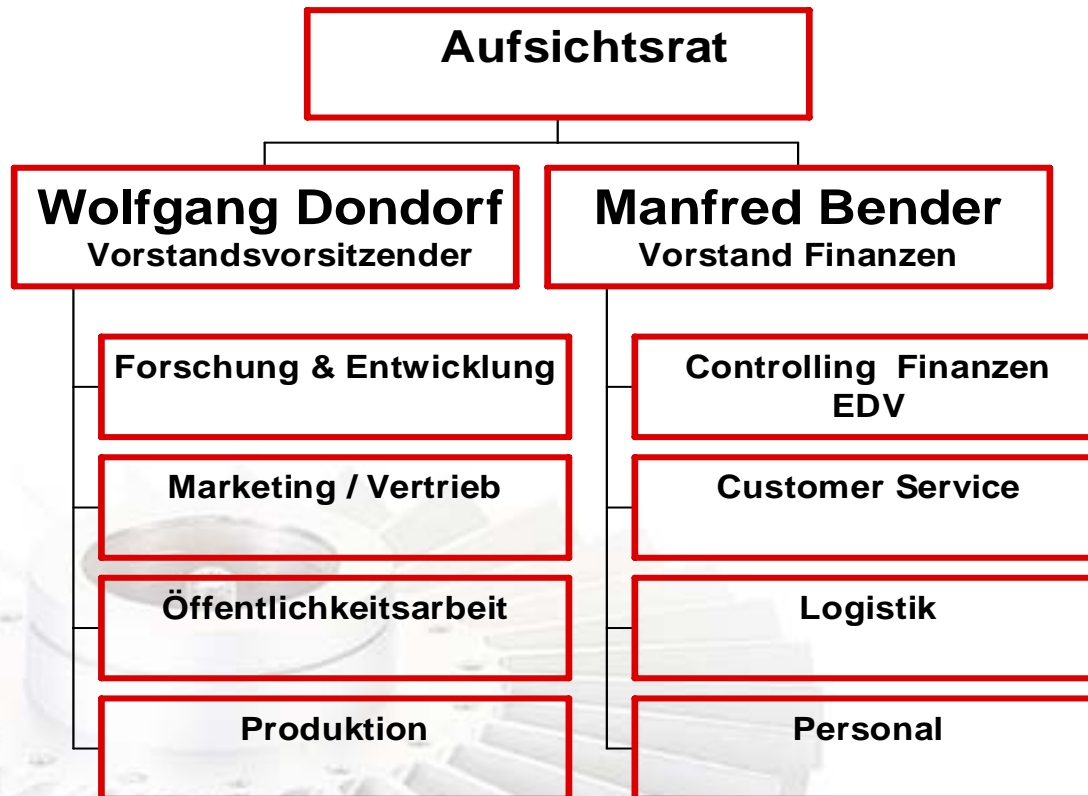 Aufsichtsrat
Wolfgang Dondorf
Vorstandsvorsitzender
Forschung & Entwicklung
Marketing / Vertrieb
Öffentlichkeitsarbeit
Produktion
Manfred Bender
Vorstand Finanzen
Controlling Finanzen
EDV
Customer Service
Logistik
Personal